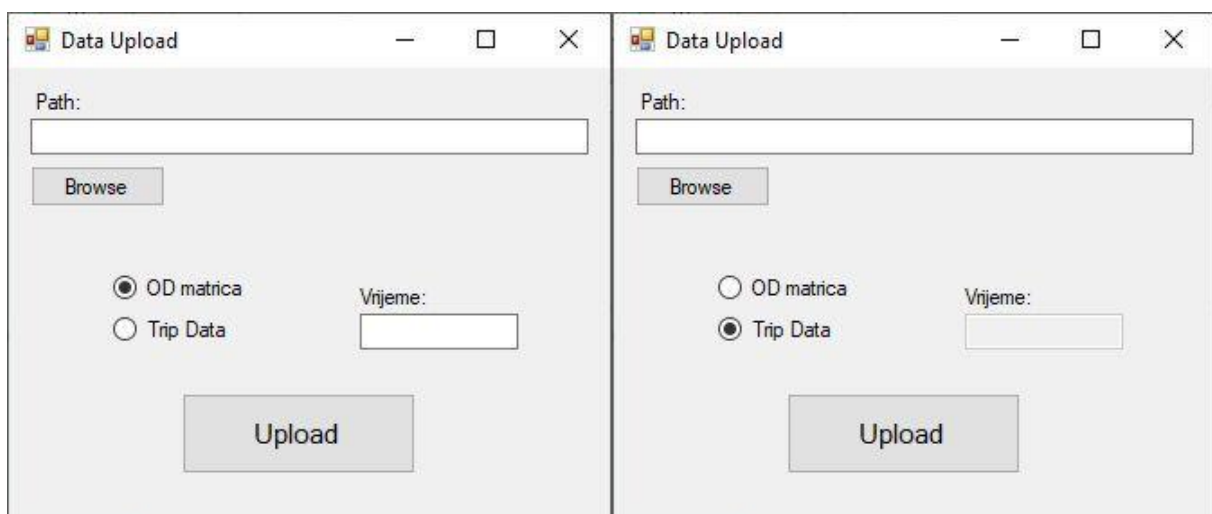 Data Upload
Path:
Browse
OD matrica
Vrijeme:
Trip Data
Upload
Data Upload
Path:
Browse
OD matrica
Vrijeme:
Trip Data
Upload